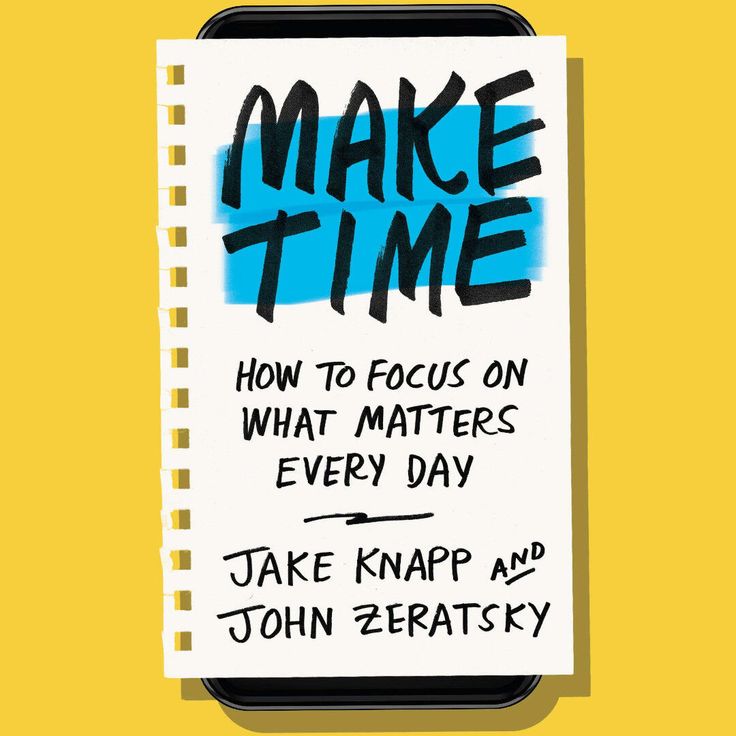 MAKE
TIME
HOW TO FOCUS ON
WHAT MATTERS
EVERY DAY
JAKE KNAPP AND
JOHN ZERATSKY